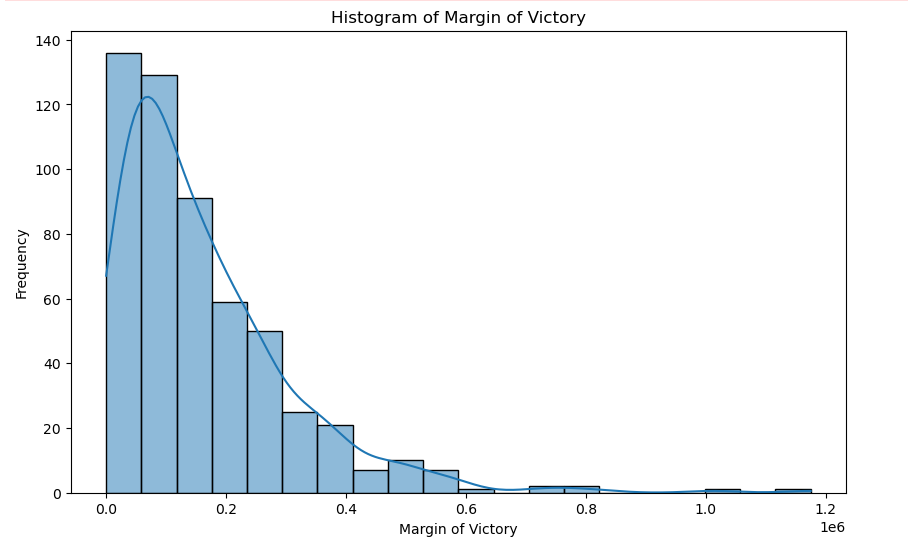 Histogram of Margin of Victory
140
120
100
80
60
40
20
0
Frequency
0.0 0.2 0.4 0.6 0.8 1.0 1.2
1e6
Margin of Victory